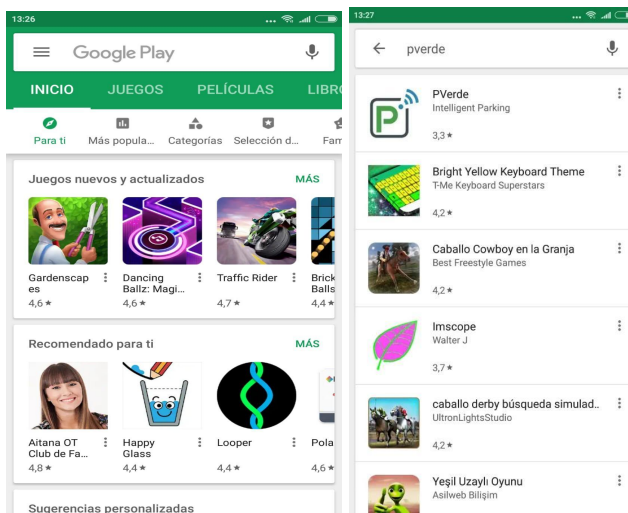 13:26
Google Play
INICIO JUEGOS PELÍCULAS LIBRO
Para ti Más popula... Categorías Selección d... Fam
Juegos nuevos y actualizados MÁS
Gardenscap
es
4,6 ★
Dancing
Ballz: Magi...
4,6 ★
Traffic Rider
4,7 ★
Brick
Balls
4,4 ★
Recomendado para ti MÁS
Aitana OT
Club de Fa...
4,8 ★
Happy
Glass
4,4 ★
Looper
4,4 ★
Pola
4,6 ★
Sugerencias personalizadas
13:27
pverde
PVerde
Intelligent Parking
3,3 ★
Bright Yellow Keyboard Theme
T-Me Keyboard Superstars
4,2 ★
Caballo Cowboy en la Granja
Best Freestyle Games
4,2 ★
Imscope
Walter J
3,7 ★
caballo derby búsqueda simulad..
UltronLightsStudio
4,2 ★
Yeşil Uzaylı Oyunu
Asilweb Bilişim